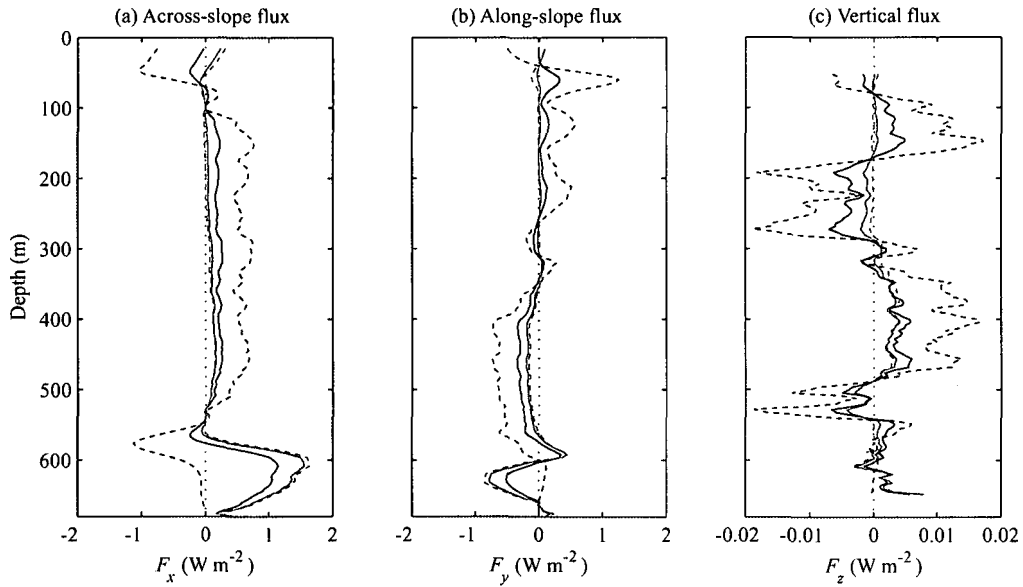 (a) Across-slope flux
(b) Along-slope flux
(c) Vertical flux
0
100
200
300
400
500
600
Depth (m)
-2 -1 0 1 2
-2 -1 0 1 2
-0.02 -0.01 0 0.01 0.02
F_x (W m^-2)
F_y (W m^-2)
F_z (W m^-2)